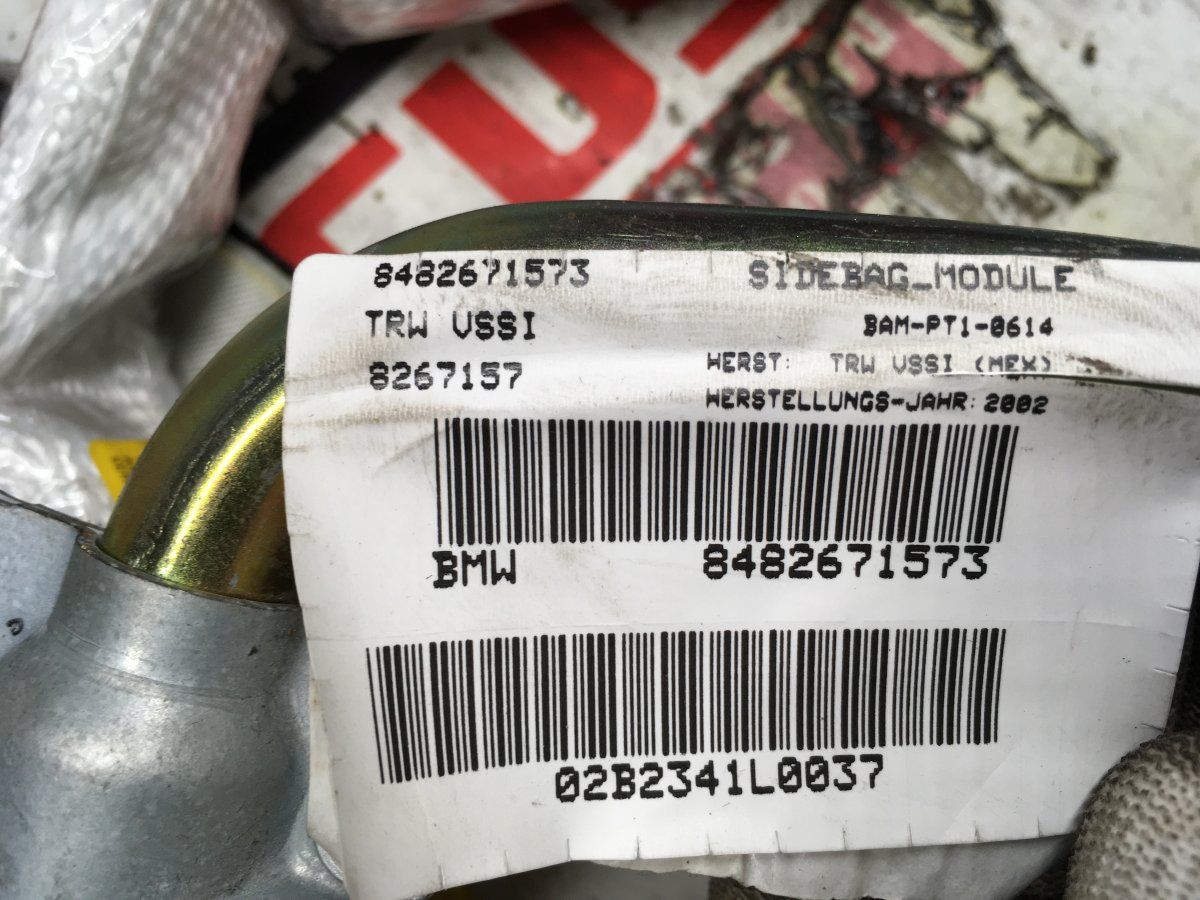 8482671573 SIDEBAG_MODULE
TRW VSSI BAM-PT1-0614
8267157 HERST: TRW VSSI (MEX)
HERSTELLUNGS-JAHR: 2002
BMW 8482671573
02B2341L0037